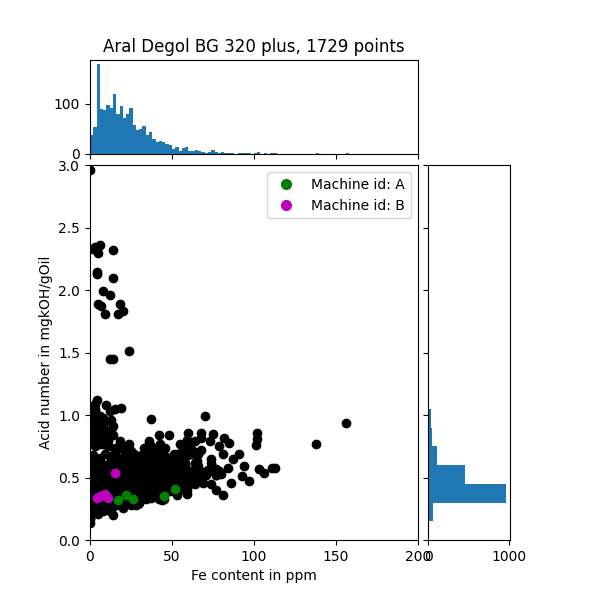 Aral Degol BG 320 plus, 1729 points
100
0
3.0
2.5
2.0
1.5
1.0
0.5
0.0
Acid number in mgkOH/gOil
Machine id: A
Machine id: B
0 50 100 150 200
0 1000
Fe content in ppm